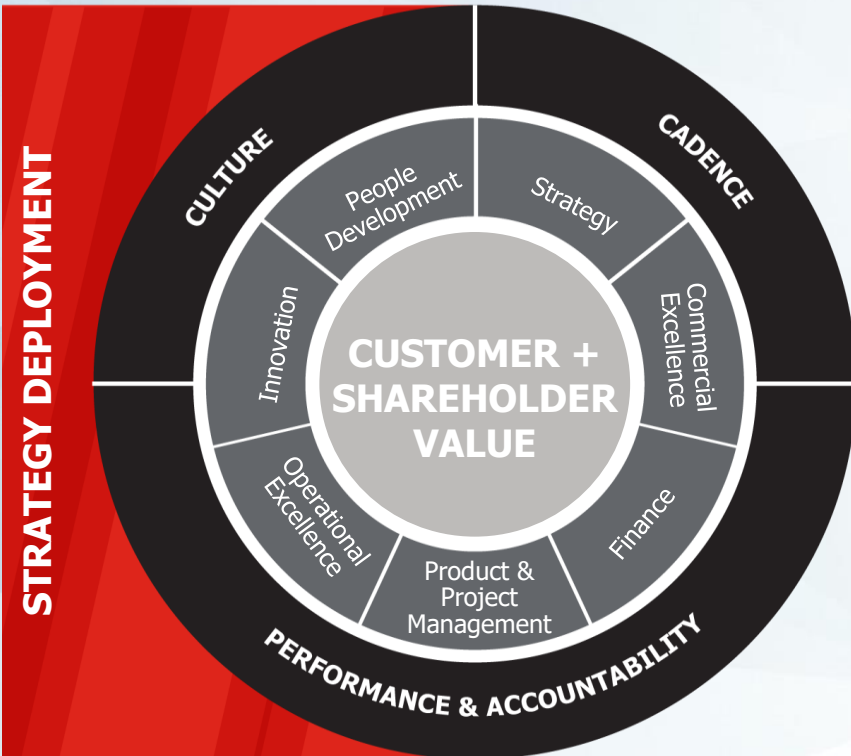 STRATEGY DEPLOYMENT
CULTURE
CADENCE
PERFORMANCE & ACCOUNTABILITY
People
Development
Strategy
Commercial
Excellence
Finance
Product &
Project
Management
Operational
Excellence
Innovation
CUSTOMER +
SHAREHOLDER
VALUE